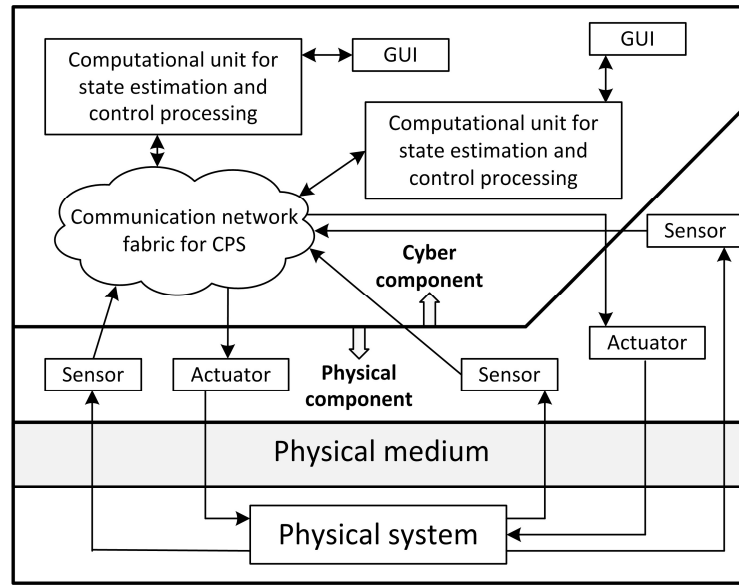 GUI
Computational unit for
state estimation and
control processing
GUI
Computational unit for
state estimation and
control processing
Communication network
fabric for CPS
Sensor
Cyber
component
Actuator
Sensor
Actuator
Physical
component
Sensor
Physical medium
Physical system